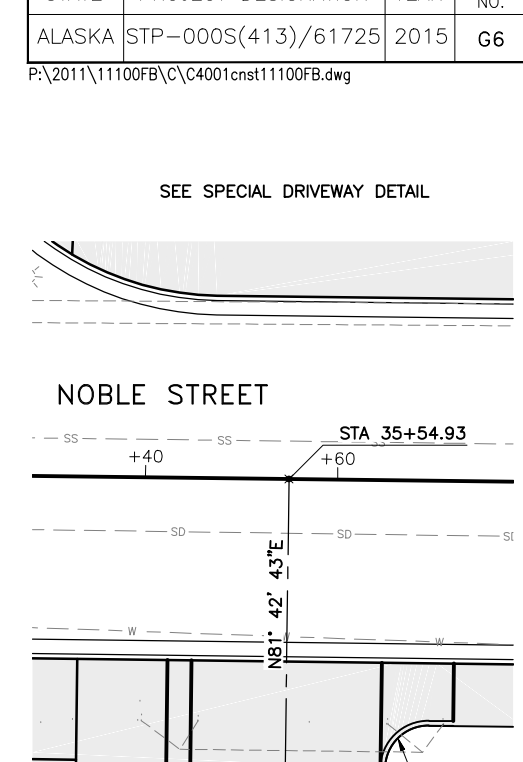 NO.
ALASKA STP-000S(413)/61725 2015 G6
P:\2011\11100FB\C\C4001cnst11100FB.dwg
SEE SPECIAL DRIVEWAY DETAIL
NOBLE STREET
STA 35+54.93
SS SS SS
+40 +60
SD SD SD
N81° 42' 43"E
W W W